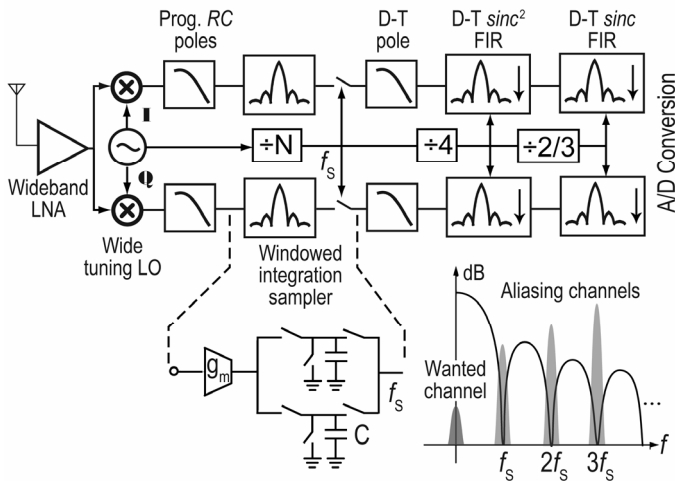 Prog. RC
poles
D-T
pole
D-T sinc²
FIR
D-T sinc
FIR
I
÷N
fS
÷4
÷2/3
A/D Conversion
Q
Wideband
LNA
Wide
tuning LO
Windowed
integration
sampler
gm
fS
C
dB
Aliasing channels
Wanted
channel
...
f
fS
2fS
3fS